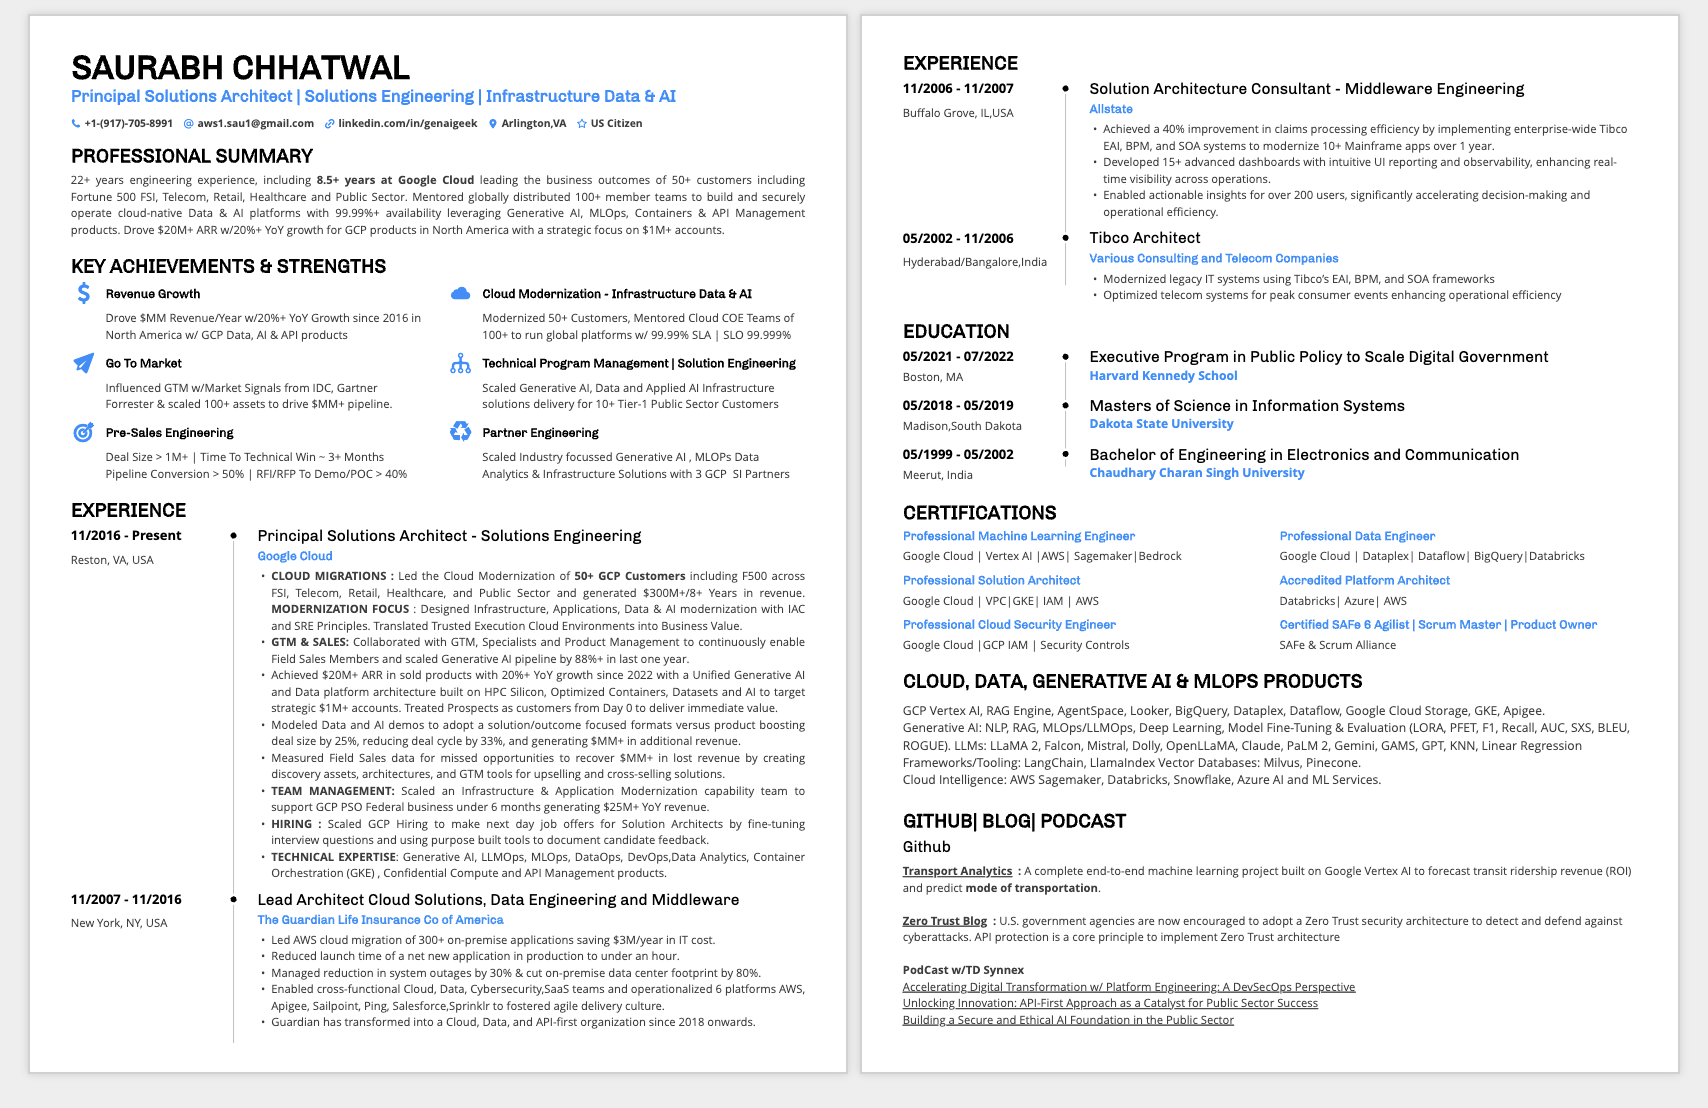 SAURABH CHHATWAL
Principal Solutions Architect | Solutions Engineering | Infrastructure Data & AI
+1-(917)-705-8991 aws1.sau1@gmail.com linkedin.com/in/genaigeek Arlington,VA US Citizen
PROFESSIONAL SUMMARY
22+ years engineering experience, including 8.5+ years at Google Cloud leading the business outcomes of 50+ customers including
Fortune 500 FSI, Telecom, Retail, Healthcare and Public Sector. Mentored globally distributed 100+ member teams to build and securely
operate cloud-native Data & AI platforms with 99.99%+ availability leveraging Generative AI, MLOps, Containers & API Management
products. Drove $20M+ ARR w/20%+ YoY growth for GCP products in North America with a strategic focus on $1M+ accounts.
KEY ACHIEVEMENTS & STRENGTHS
Revenue Growth
Drove $MM Revenue/Year w/20%+ YoY Growth since 2016 in
North America w/ GCP Data, AI & API products
Cloud Modernization - Infrastructure Data & AI
Modernized 50+ Customers, Mentored Cloud COE Teams of
100+ to run global platforms w/ 99.99% SLA | SLO 99.999%
Go To Market
Influenced GTM w/Market Signals from IDC, Gartner
Forrester & scaled 100+ assets to drive $MM+ pipeline.
Technical Program Management | Solution Engineering
Scaled Generative AI, Data and Applied AI Infrastructure
solutions delivery for 10+ Tier-1 Public Sector Customers
Pre-Sales Engineering
Deal Size > 1M+ | Time To Technical Win ~ 3+ Months
Pipeline Conversion > 50% | RFI/RFP To Demo/POC > 40%
Partner Engineering
Scaled Industry focussed Generative AI , MLOPs Data
Analytics & Infrastructure Solutions with 3 GCP SI Partners
EXPERIENCE
11/2016 - Present
Reston, VA, USA
Principal Solutions Architect - Solutions Engineering
Google Cloud
• CLOUD MIGRATIONS : Led the Cloud Modernization of 50+ GCP Customers including F500 across
FSI, Telecom, Retail, Healthcare, and Public Sector and generated $300M+/8+ Years in revenue.
MODERNIZATION FOCUS : Designed Infrastructure, Applications, Data & AI modernization with IAC
and SRE Principles. Translated Trusted Execution Cloud Environments into Business Value.
• GTM & SALES: Collaborated with GTM, Specialists and Product Management to continuously enable
Field Sales Members and scaled Generative AI pipeline by 88%+ in last one year.
• Achieved $20M+ ARR in sold products with 20%+ YoY growth since 2022 with a Unified Generative AI
and Data platform architecture built on HPC Silicon, Optimized Containers, Datasets and AI to target
strategic $1M+ accounts. Treated Prospects as customers from Day 0 to deliver immediate value.
• Modeled Data and AI demos to adopt a solution/outcome focused formats versus product boosting
deal size by 25%, reducing deal cycle by 33%, and generating $MM+ in additional revenue.
• Measured Field Sales data for missed opportunities to recover $MM+ in lost revenue by creating
discovery assets, architectures, and GTM tools for upselling and cross-selling solutions.
• TEAM MANAGEMENT: Scaled an Infrastructure & Application Modernization capability team to
support GCP PSO Federal business under 6 months generating $25M+ YoY revenue.
• HIRING : Scaled GCP Hiring to make next day job offers for Solution Architects by fine-tuning
interview questions and using purpose built tools to document candidate feedback.
• TECHNICAL EXPERTISE: Generative AI, LLMOps, MLOps, DataOps, DevOps,Data Analytics, Container
Orchestration (GKE) , Confidential Compute and API Management products.
11/2007 - 11/2016
New York, NY, USA
Lead Architect Cloud Solutions, Data Engineering and Middleware
The Guardian Life Insurance Co of America
• Led AWS cloud migration of 300+ on-premise applications saving $3M/year in IT cost.
• Reduced launch time of a net new application in production to under an hour.
• Managed reduction in system outages by 30% & cut on-premise data center footprint by 80%.
• Enabled cross-functional Cloud, Data, Cybersecurity,SaaS teams and operationalized 6 platforms AWS,
Apigee, Sailpoint, Ping, Salesforce,Sprinklr to fostered agile delivery culture.
• Guardian has transformed into a Cloud, Data, and API-first organization since 2018 onwards.
EXPERIENCE
11/2006 - 11/2007
Buffalo Grove, IL,USA
Solution Architecture Consultant - Middleware Engineering
Allstate
• Achieved a 40% improvement in claims processing efficiency by implementing enterprise-wide Tibco
EAI, BPM, and SOA systems to modernize 10+ Mainframe apps over 1 year.
• Developed 15+ advanced dashboards with intuitive UI reporting and observability, enhancing real-
time visibility across operations.
• Enabled actionable insights for over 200 users, significantly accelerating decision-making and
operational efficiency.
05/2002 - 11/2006
Hyderabad/Bangalore,India
Tibco Architect
Various Consulting and Telecom Companies
• Modernized legacy IT systems using Tibco's EAI, BPM, and SOA frameworks
• Optimized telecom systems for peak consumer events enhancing operational efficiency
EDUCATION
05/2021 - 07/2022
Boston, MA
Executive Program in Public Policy to Scale Digital Government
Harvard Kennedy School
05/2018 - 05/2019
Madison,South Dakota
Masters of Science in Information Systems
Dakota State University
05/1999 - 05/2002
Meerut, India
Bachelor of Engineering in Electronics and Communication
Chaudhary Charan Singh University
CERTIFICATIONS
Professional Machine Learning Engineer
Google Cloud | Vertex AI |AWS| Sagemaker|Bedrock
Professional Data Engineer
Google Cloud | Dataplex| Dataflow| BigQuery|Databricks
Professional Solution Architect
Google Cloud | VPC|GKE| IAM | AWS
Accredited Platform Architect
Databricks| Azure| AWS
Professional Cloud Security Engineer
Google Cloud |GCP IAM | Security Controls
Certified SAFe 6 Agilist | Scrum Master | Product Owner
SAFe & Scrum Alliance
CLOUD, DATA, GENERATIVE AI & MLOPS PRODUCTS
GCP Vertex AI, RAG Engine, AgentSpace, Looker, BigQuery, Dataplex, Dataflow, Google Cloud Storage, GKE, Apigee.
Generative AI: NLP, RAG, MLOps/LLMOps, Deep Learning, Model Fine-Tuning & Evaluation (LORA, PFET, F1, Recall, AUC, SXS, BLEU,
ROGUE). LLMs: LLaMA 2, Falcon, Mistral, Dolly, OpenLLaMA, Claude, PaLM 2, Gemini, GAMS, GPT, KNN, Linear Regression
Frameworks/Tooling: LangChain, LlamaIndex Vector Databases: Milvus, Pinecone.
Cloud Intelligence: AWS Sagemaker, Databricks, Snowflake, Azure AI and ML Services.
GITHUB| BLOG| PODCAST
Github
Transport Analytics : A complete end-to-end machine learning project built on Google Vertex AI to forecast transit ridership revenue (ROI)
and predict mode of transportation.
Zero Trust Blog : U.S. government agencies are now encouraged to adopt a Zero Trust security architecture to detect and defend against
cyberattacks. API protection is a core principle to implement Zero Trust architecture
PodCast w/TD Synnex
Accelerating Digital Transformation w/ Platform Engineering: A DevSecOps Perspective
Unlocking Innovation: API-First Approach as a Catalyst for Public Sector Success
Building a Secure and Ethical AI Foundation in the Public Sector